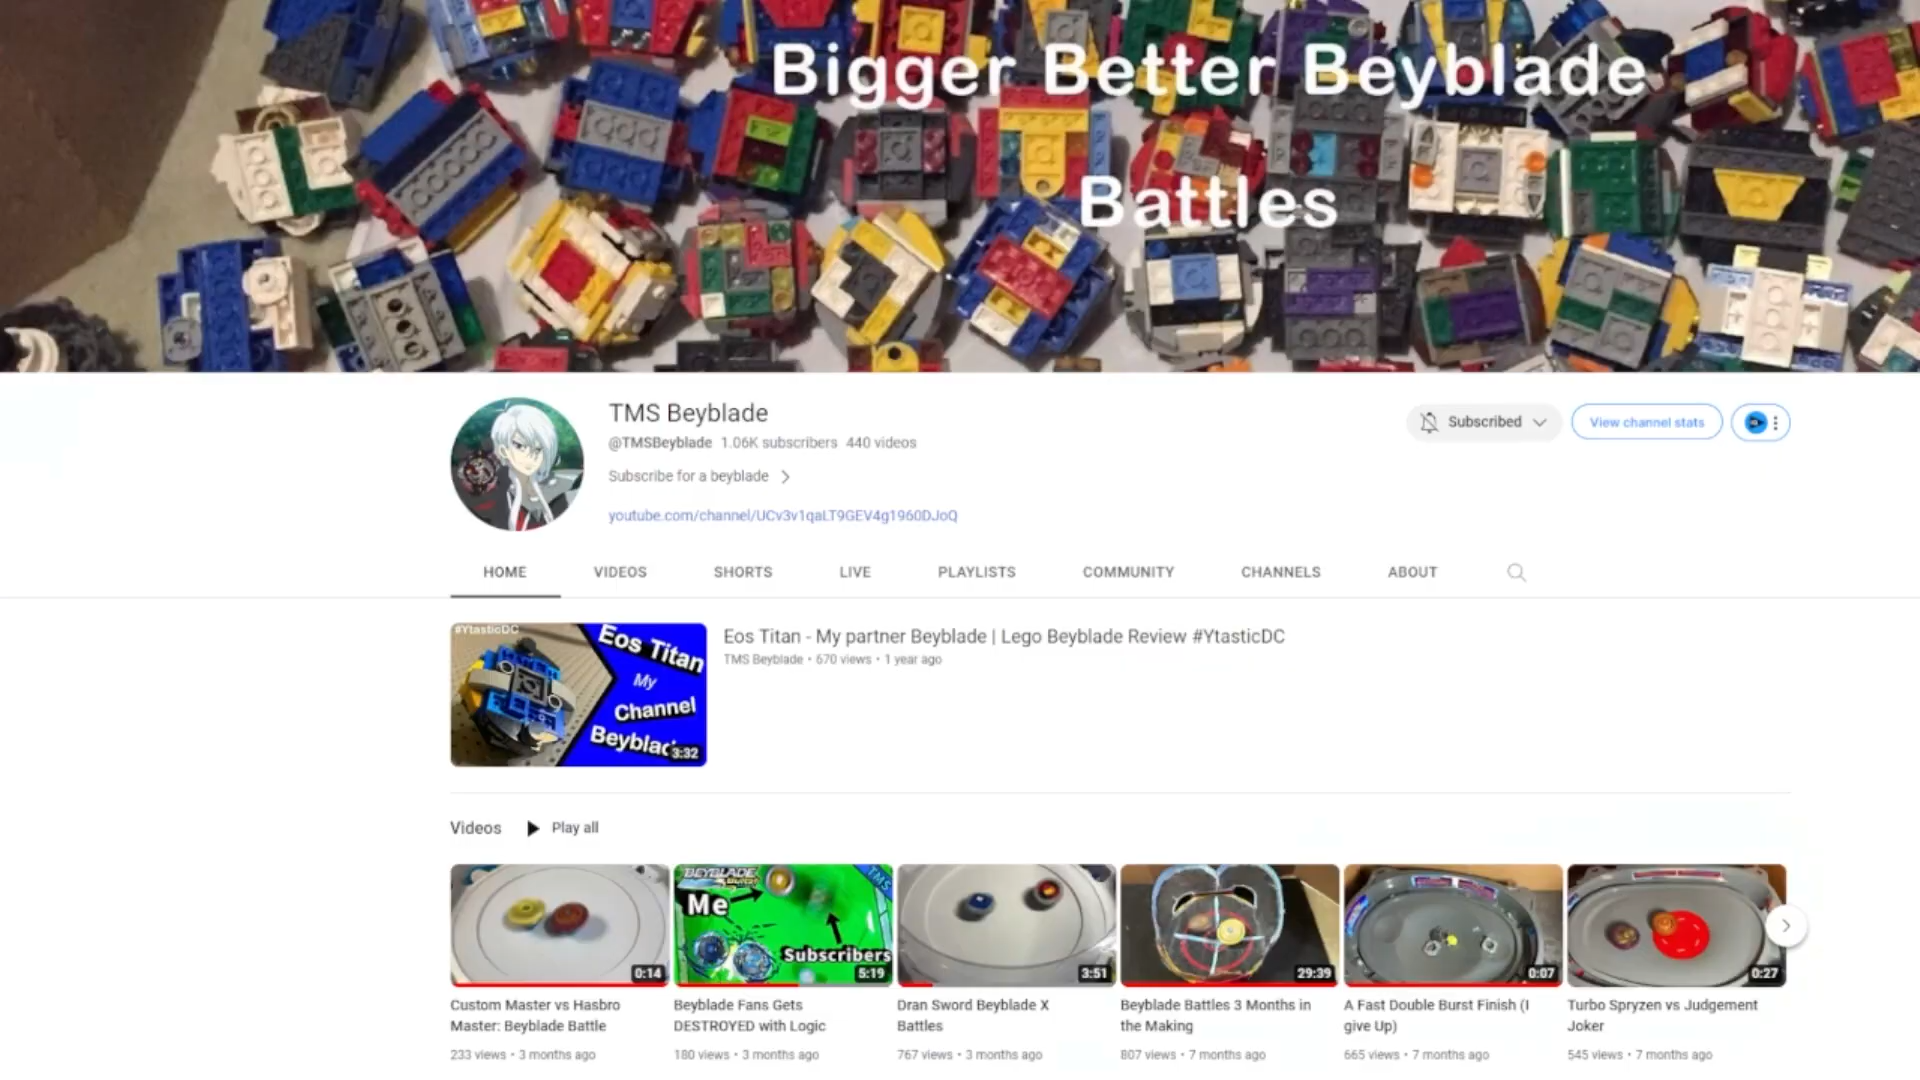 Bigger Better Beyblade
Battles
TMS Beyblade
@TMSBeyblade 1.06K subscribers 440 videos
Subscribe for a beyblade
youtube.com/channel/UCv3v1qaLT9GEV4g1960DJoQ
Subscribed
View channel stats
HOME VIDEOS SHORTS LIVE PLAYLISTS COMMUNITY CHANNELS ABOUT
#YtasticDC
Eos Titan
My
Channel
Beyblad
3:32
Eos Titan - My partner Beyblade | Lego Beyblade Review #YtasticDC
TMS Beyblade • 670 views • 1 year ago
Videos Play all
0:14
BEYBLADE
BURST
TMS
Me
Subscribers
5:19
3:51
29:39
0:07
0:27
Custom Master vs Hasbro
Master: Beyblade Battle
233 views • 3 months ago
Beyblade Fans Gets
DESTROYED with Logic
180 views • 3 months ago
Dran Sword Beyblade X
Battles
767 views • 3 months ago
Beyblade Battles 3 Months in
the Making
807 views • 7 months ago
A Fast Double Burst Finish (I
give Up)
665 views • 7 months ago
Turbo Spryzen vs Judgement
Joker
545 views • 7 months ago